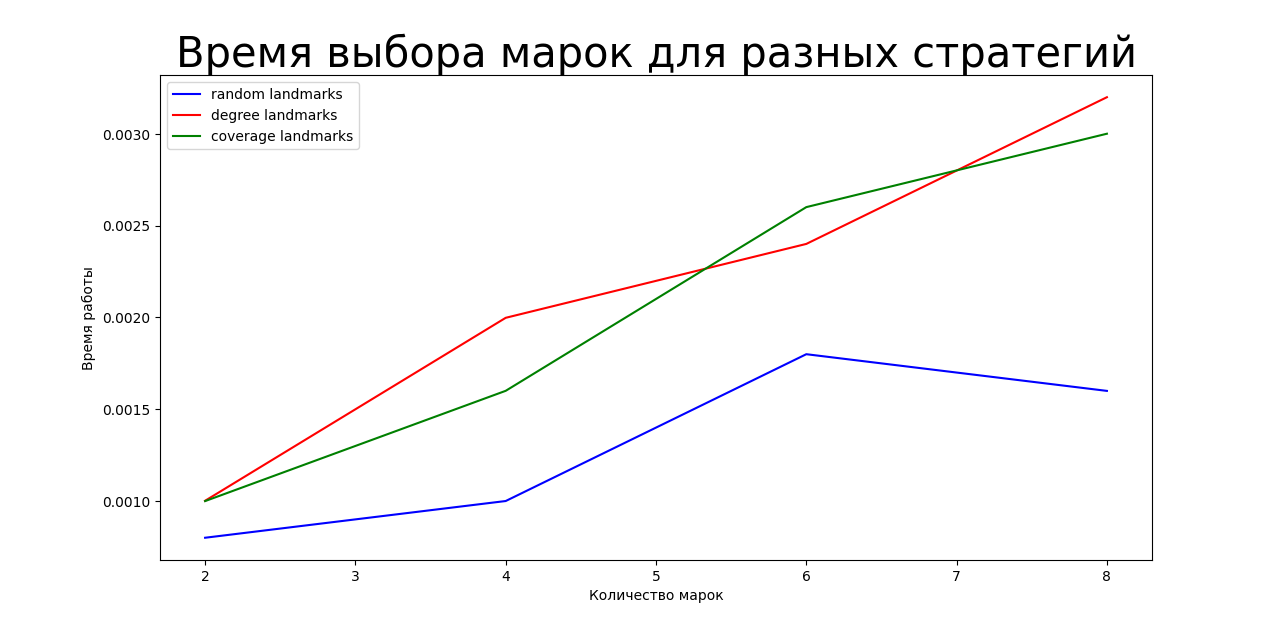 Время выбора марок для разных стратегий
random landmarks
degree landmarks
coverage landmarks
0.0030
0.0025
0.0020
0.0015
0.0010
Время работы
2 3 4 5 6 7 8
Количество марок